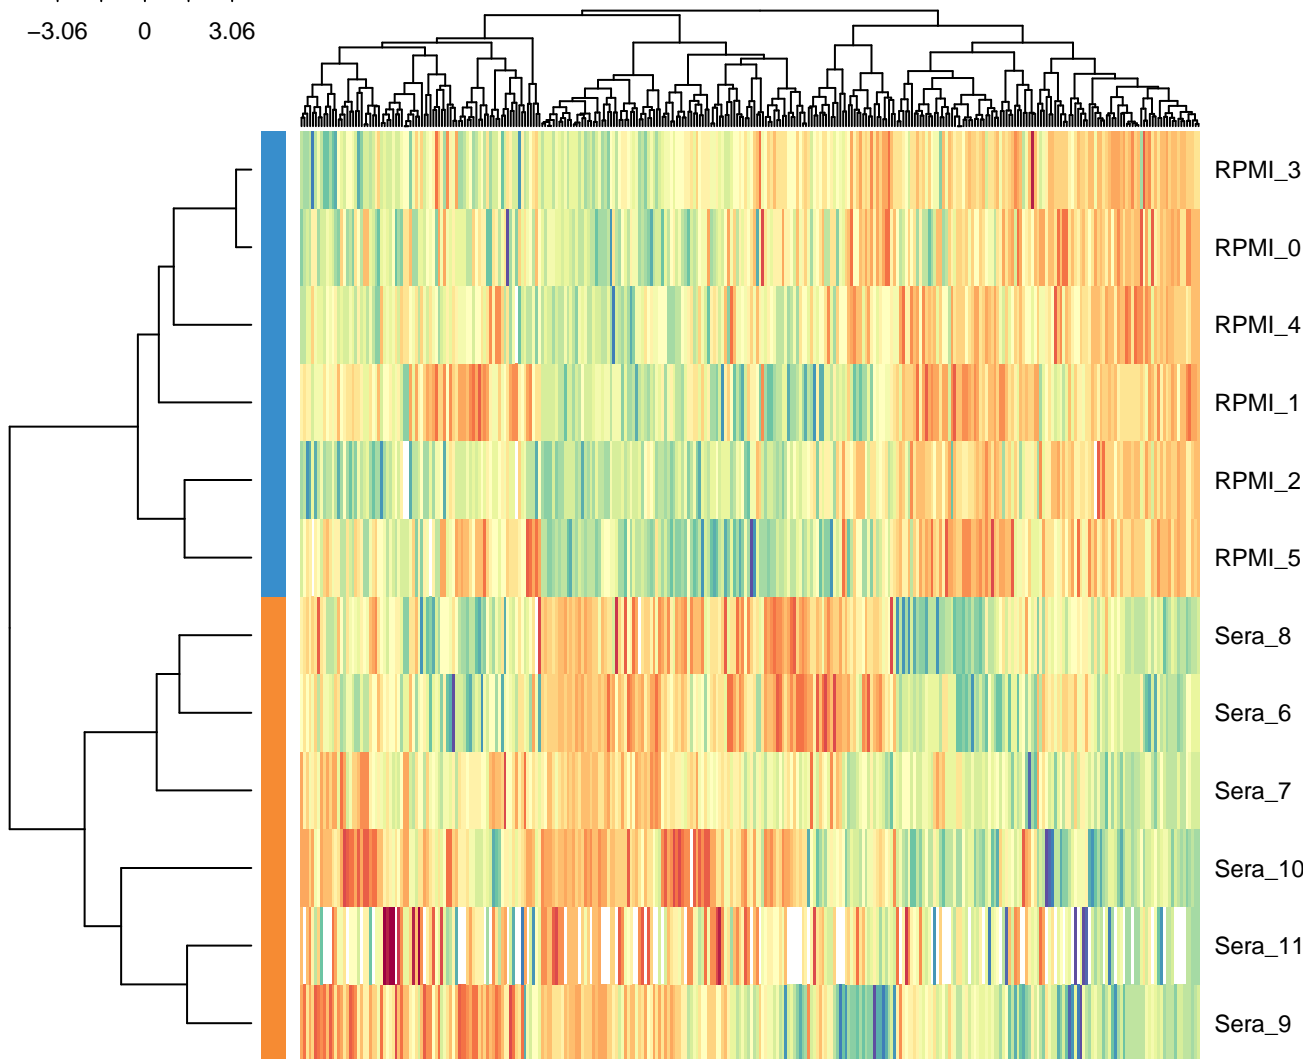 −3.06 0 3.06
RPMI_3
RPMI_0
RPMI_4
RPMI_1
RPMI_2
RPMI_5
Sera_8
Sera_6
Sera_7
Sera_10
Sera_11
Sera_9